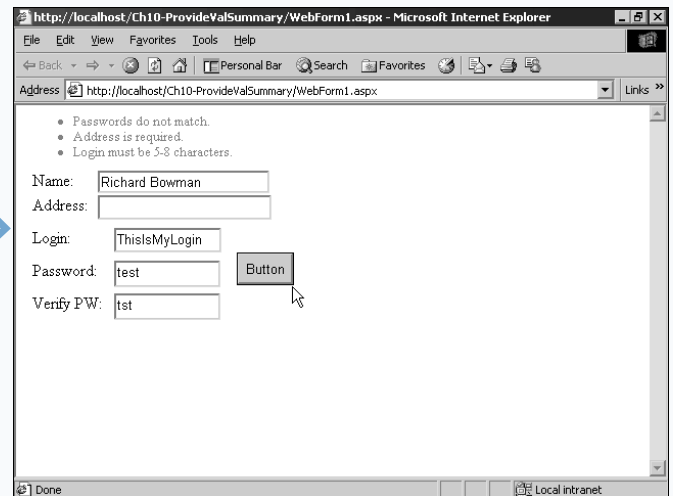 http://localhost/Ch10-ProvideValSummary/WebForm1.aspx - Microsoft Internet Explorer
File Edit View Favorites Tools Help
Back Personal Bar Search Favorites
Address http://localhost/Ch10-ProvideValSummary/WebForm1.aspx Links »
• Passwords do not match.
• Address is required.
• Login must be 5-8 characters.
Name: Richard Bowman
Address:
Login: ThisIsMyLogin
Password: test Button
Verify PW: tst
Done Local intranet